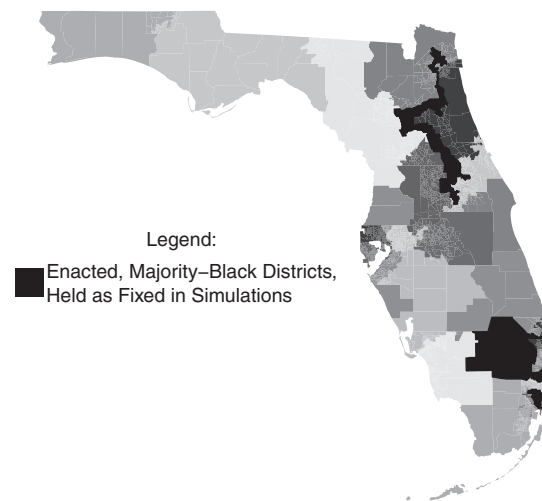 Legend:
Enacted, Majority–Black Districts,
Held as Fixed in Simulations